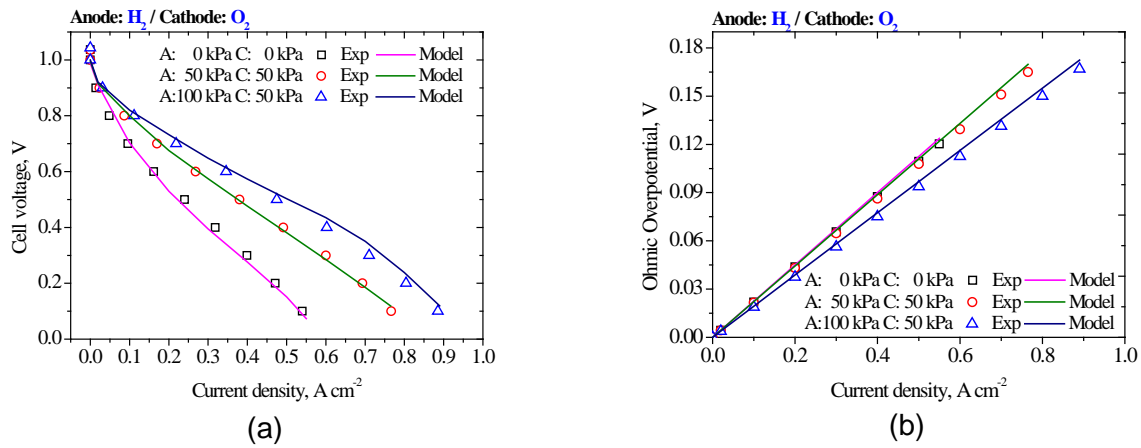 Anode: H2 / Cathode: O2
A: 0 kPa C: 0 kPa Exp Model
A: 50 kPa C: 50 kPa Exp Model
A:100 kPa C: 50 kPa Exp Model
1.0
0.8
0.6
0.4
0.2
0.0
Cell voltage, V
0.0 0.1 0.2 0.3 0.4 0.5 0.6 0.7 0.8 0.9 1.0
Current density, A cm-2
(a)
Anode: H2 / Cathode: O2
0.18
0.15
0.12
0.09
0.06
0.03
0.00
Ohmic Overpotential, V
A: 0 kPa C: 0 kPa Exp Model
A: 50 kPa C: 50 kPa Exp Model
A:100 kPa C: 50 kPa Exp Model
0.0 0.2 0.4 0.6 0.8 1.0
Current density, A cm-2
(b)